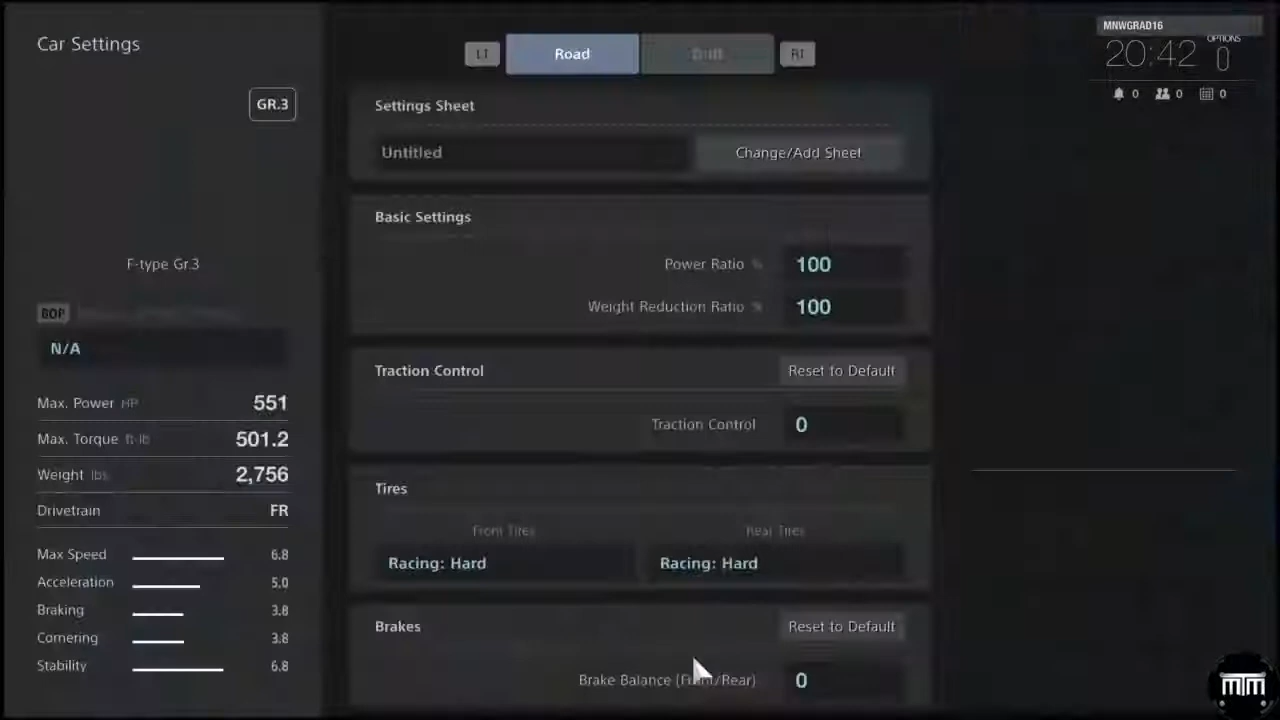 Car Settings
GR.3
F-type Gr.3
BOP
N/A
Max. Power HP 551
Max. Torque ft-lb 501.2
Weight lbs 2,756
Drivetrain FR
Max Speed 6.8
Acceleration 5.0
Braking 3.8
Cornering 3.8
Stability 6.8
Road
Settings Sheet
Untitled Change/Add Sheet
Basic Settings
Power Ratio % 100
Weight Reduction Ratio % 100
Traction Control Reset to Default
Traction Control 0
Tires
Front Tires Rear Tires
Racing: Hard Racing: Hard
Brakes Reset to Default
Brake Balance (Front/Rear) 0
MNWGRAD16
20:42 OPTIONS
0 0 0
MTM